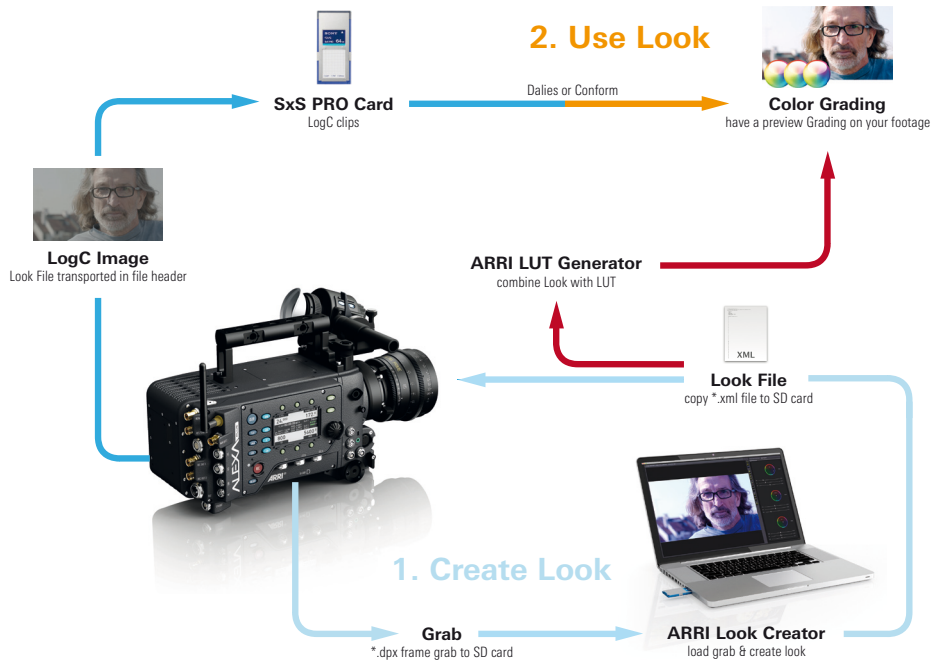 2. Use Look
SONY
SxS PRO Card
LogC clips
Dalies or Conform
Color Grading
have a preview Grading on your footage
LogC Image
Look File transported in file header
ARRI LUT Generator
combine Look with LUT
XML
Look File
copy *.xml file to SD card
ALEXA
ARRI
1. Create Look
Grab
*.dpx frame grab to SD card
ARRI Look Creator
load grab & create look